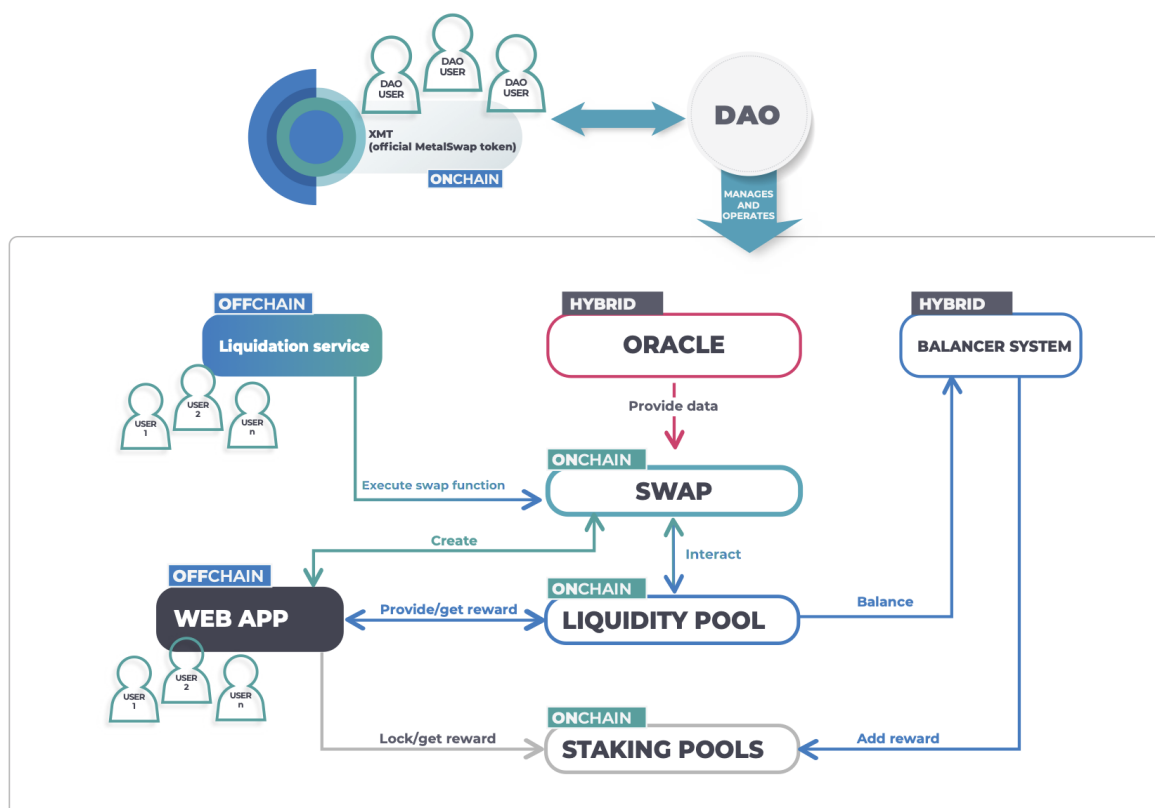 DAO
USER
DAO
USER
DAO
USER
XMT
(official MetalSwap token)
ONCHAIN
DAO
MANAGES
AND
OPERATES
OFFCHAIN
Liquidation service
USER
1
USER
2
USER
n
HYBRID
ORACLE
HYBRID
BALANCER SYSTEM
Provide data
ONCHAIN
SWAP
Execute swap function
Create
Interact
OFFCHAIN
WEB APP
USER
1
USER
2
USER
n
Provide/get reward
ONCHAIN
LIQUIDITY POOL
Balance
Lock/get reward
ONCHAIN
STAKING POOLS
Add reward